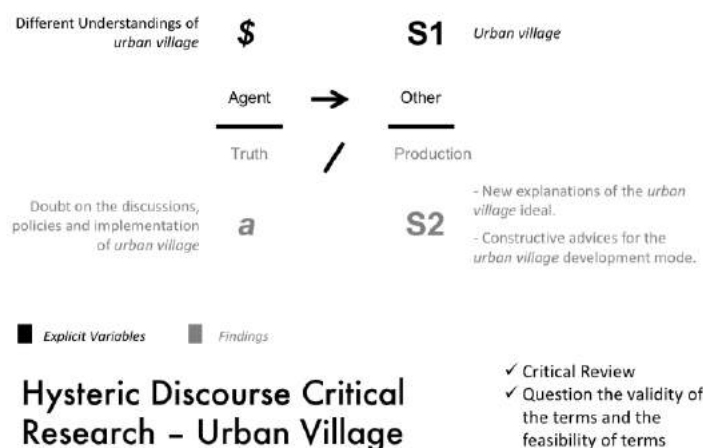 Different Understandings of
urban village
$
S1
Urban village
Agent
Other
Truth
/
Production
Doubt on the discussions,
policies and implementation
of urban village
a
S2
- New explanations of the urban
village ideal.
- Constructive advices for the
urban village development mode.
Explicit Variables
Findings
Hysteric Discourse Critical
Research – Urban Village
✓ Critical Review
✓ Question the validity of
the terms and the
feasibility of terms